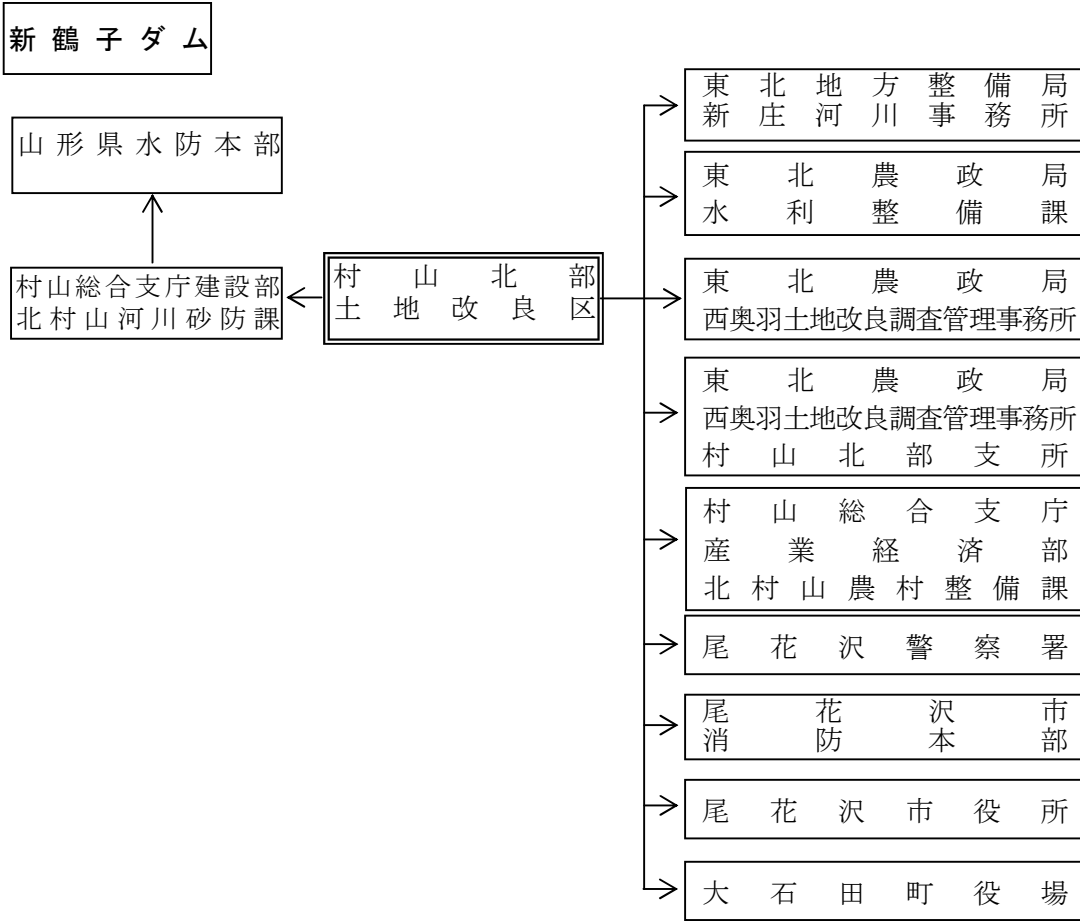 新鶴子ダム
山形県水防本部
村山総合支庁建設部
北村山河川砂防課
村山北部
土地改良区
東北地方整備局
新庄河川事務所
東北農政局
水利整備課
東北農政局
西奥羽土地改良調査管理事務所
東北農政局
西奥羽土地改良調査管理事務所
村山北部支所
村山総合支庁
産業経済部
北村山農村整備課
尾花沢警察署
尾花沢市
消防本部
尾花沢市役所
大石田町役場